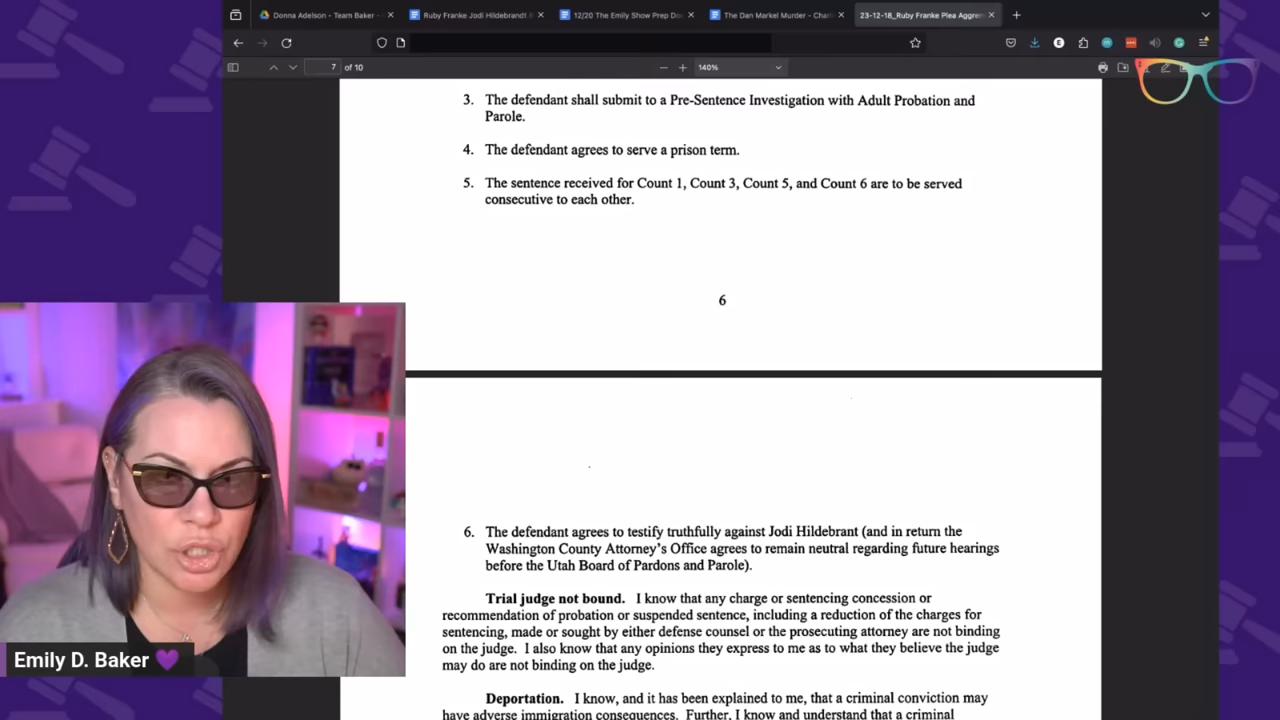 Donna Adelson - Team Baker -
Ruby Franke Jodi Hildebrandt
12/20 The Emily Show Prep Do
The Dan Markel Murder - Charl
23-12-18_Ruby Franke Plea Aggre
7 of 10
140%
3. The defendant shall submit to a Pre-Sentence Investigation with Adult Probation and
Parole.
4. The defendant agrees to serve a prison term.
5. The sentence received for Count 1, Count 3, Count 5, and Count 6 are to be served
consecutive to each other.
6
6. The defendant agrees to testify truthfully against Jodi Hildebrant (and in return the
Washington County Attorney's Office agrees to remain neutral regarding future hearings
before the Utah Board of Pardons and Parole).
Trial judge not bound. I know that any charge or sentencing concession or
recommendation of probation or suspended sentence, including a reduction of the charges for
sentencing, made or sought by either defense counsel or the prosecuting attorney are not binding
on the judge. I also know that any opinions they express to me as to what they believe the judge
may do are not binding on the judge.
Deportation. I know, and it has been explained to me, that a criminal conviction may
have adverse immigration consequences. Further, I know and understand that a criminal
Emily D. Baker